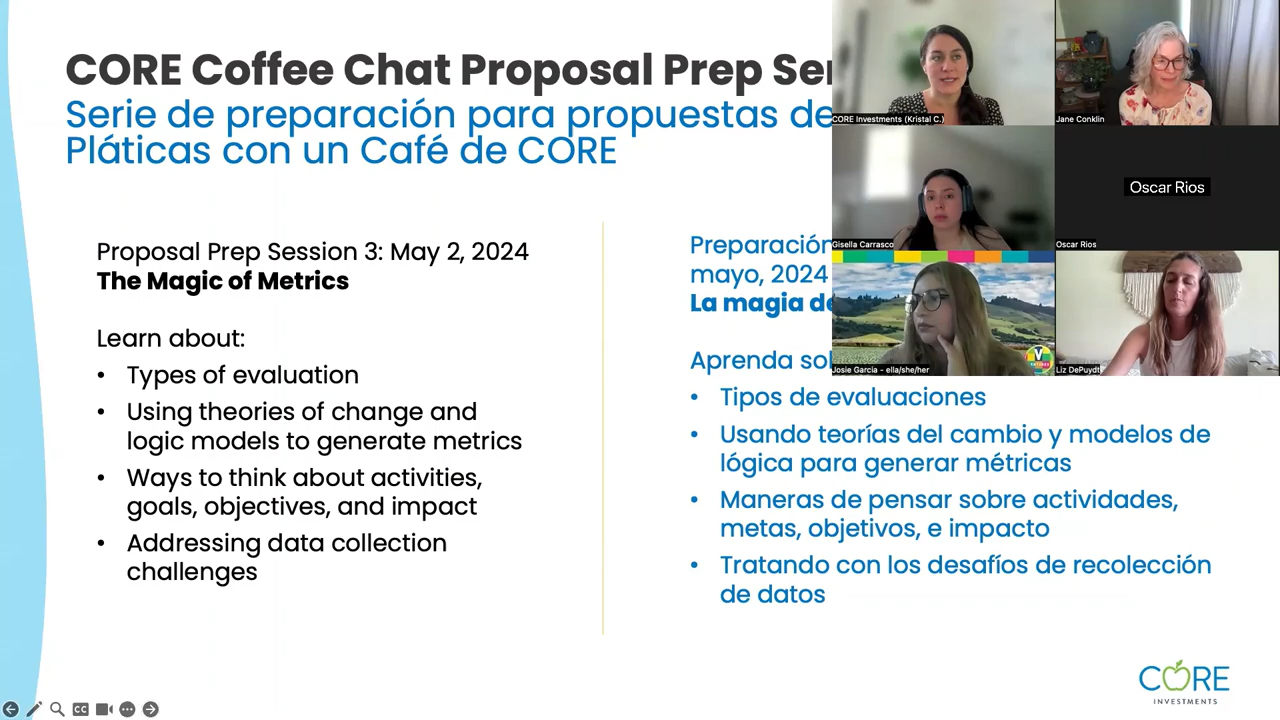 CORE Coffee Chat Proposal Prep Ser
Serie de preparación para propuestas de
Pláticas con un Café de CORE
Proposal Prep Session 3: May 2, 2024
The Magic of Metrics
Learn about:
• Types of evaluation
• Using theories of change and
logic models to generate metrics
• Ways to think about activities,
goals, objectives, and impact
• Addressing data collection
challenges
Preparación
mayo, 2024
La magia de
Aprenda sol
• Tipos de evaluaciones
• Usando teorías del cambio y modelos de
lógica para generar métricas
• Maneras de pensar sobre actividades,
metas, objetivos, e impacto
• Tratando con los desafíos de recolección
de datos
CORE Investments (Kristal C.)
Jane Conklin
Gisella Carrasco
Oscar Rios
Oscar Rios
Josie Garcia - ella/she/her
Liz DePuydt
CORE
INVESTMENTS
CC